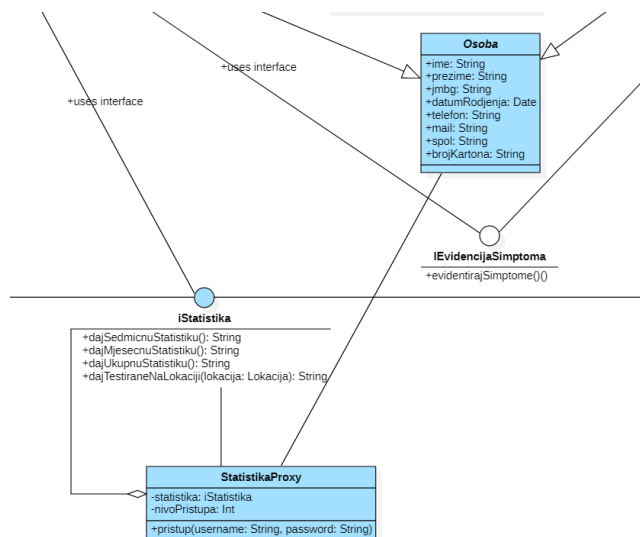 Osoba
+ime: String
+prezime: String
+jmbg: String
+datumRodjenja: Date
+telefon: String
+mail: String
+spol: String
+brojKartona: String
+uses interface
+uses interface
IEvidencijaSimptoma
+evidentirajSimptome()()
iStatistika
+dajSedmicnuStatistiku(): String
+dajMjesecnuStatistiku(): String
+dajUkupnuStatistiku(): String
+dajTestiraneNaLokaciji(lokacija: Lokacija): String
StatistikaProxy
-statistika: iStatistika
-nivoPristupa: Int
+pristup(username: String, password: String)